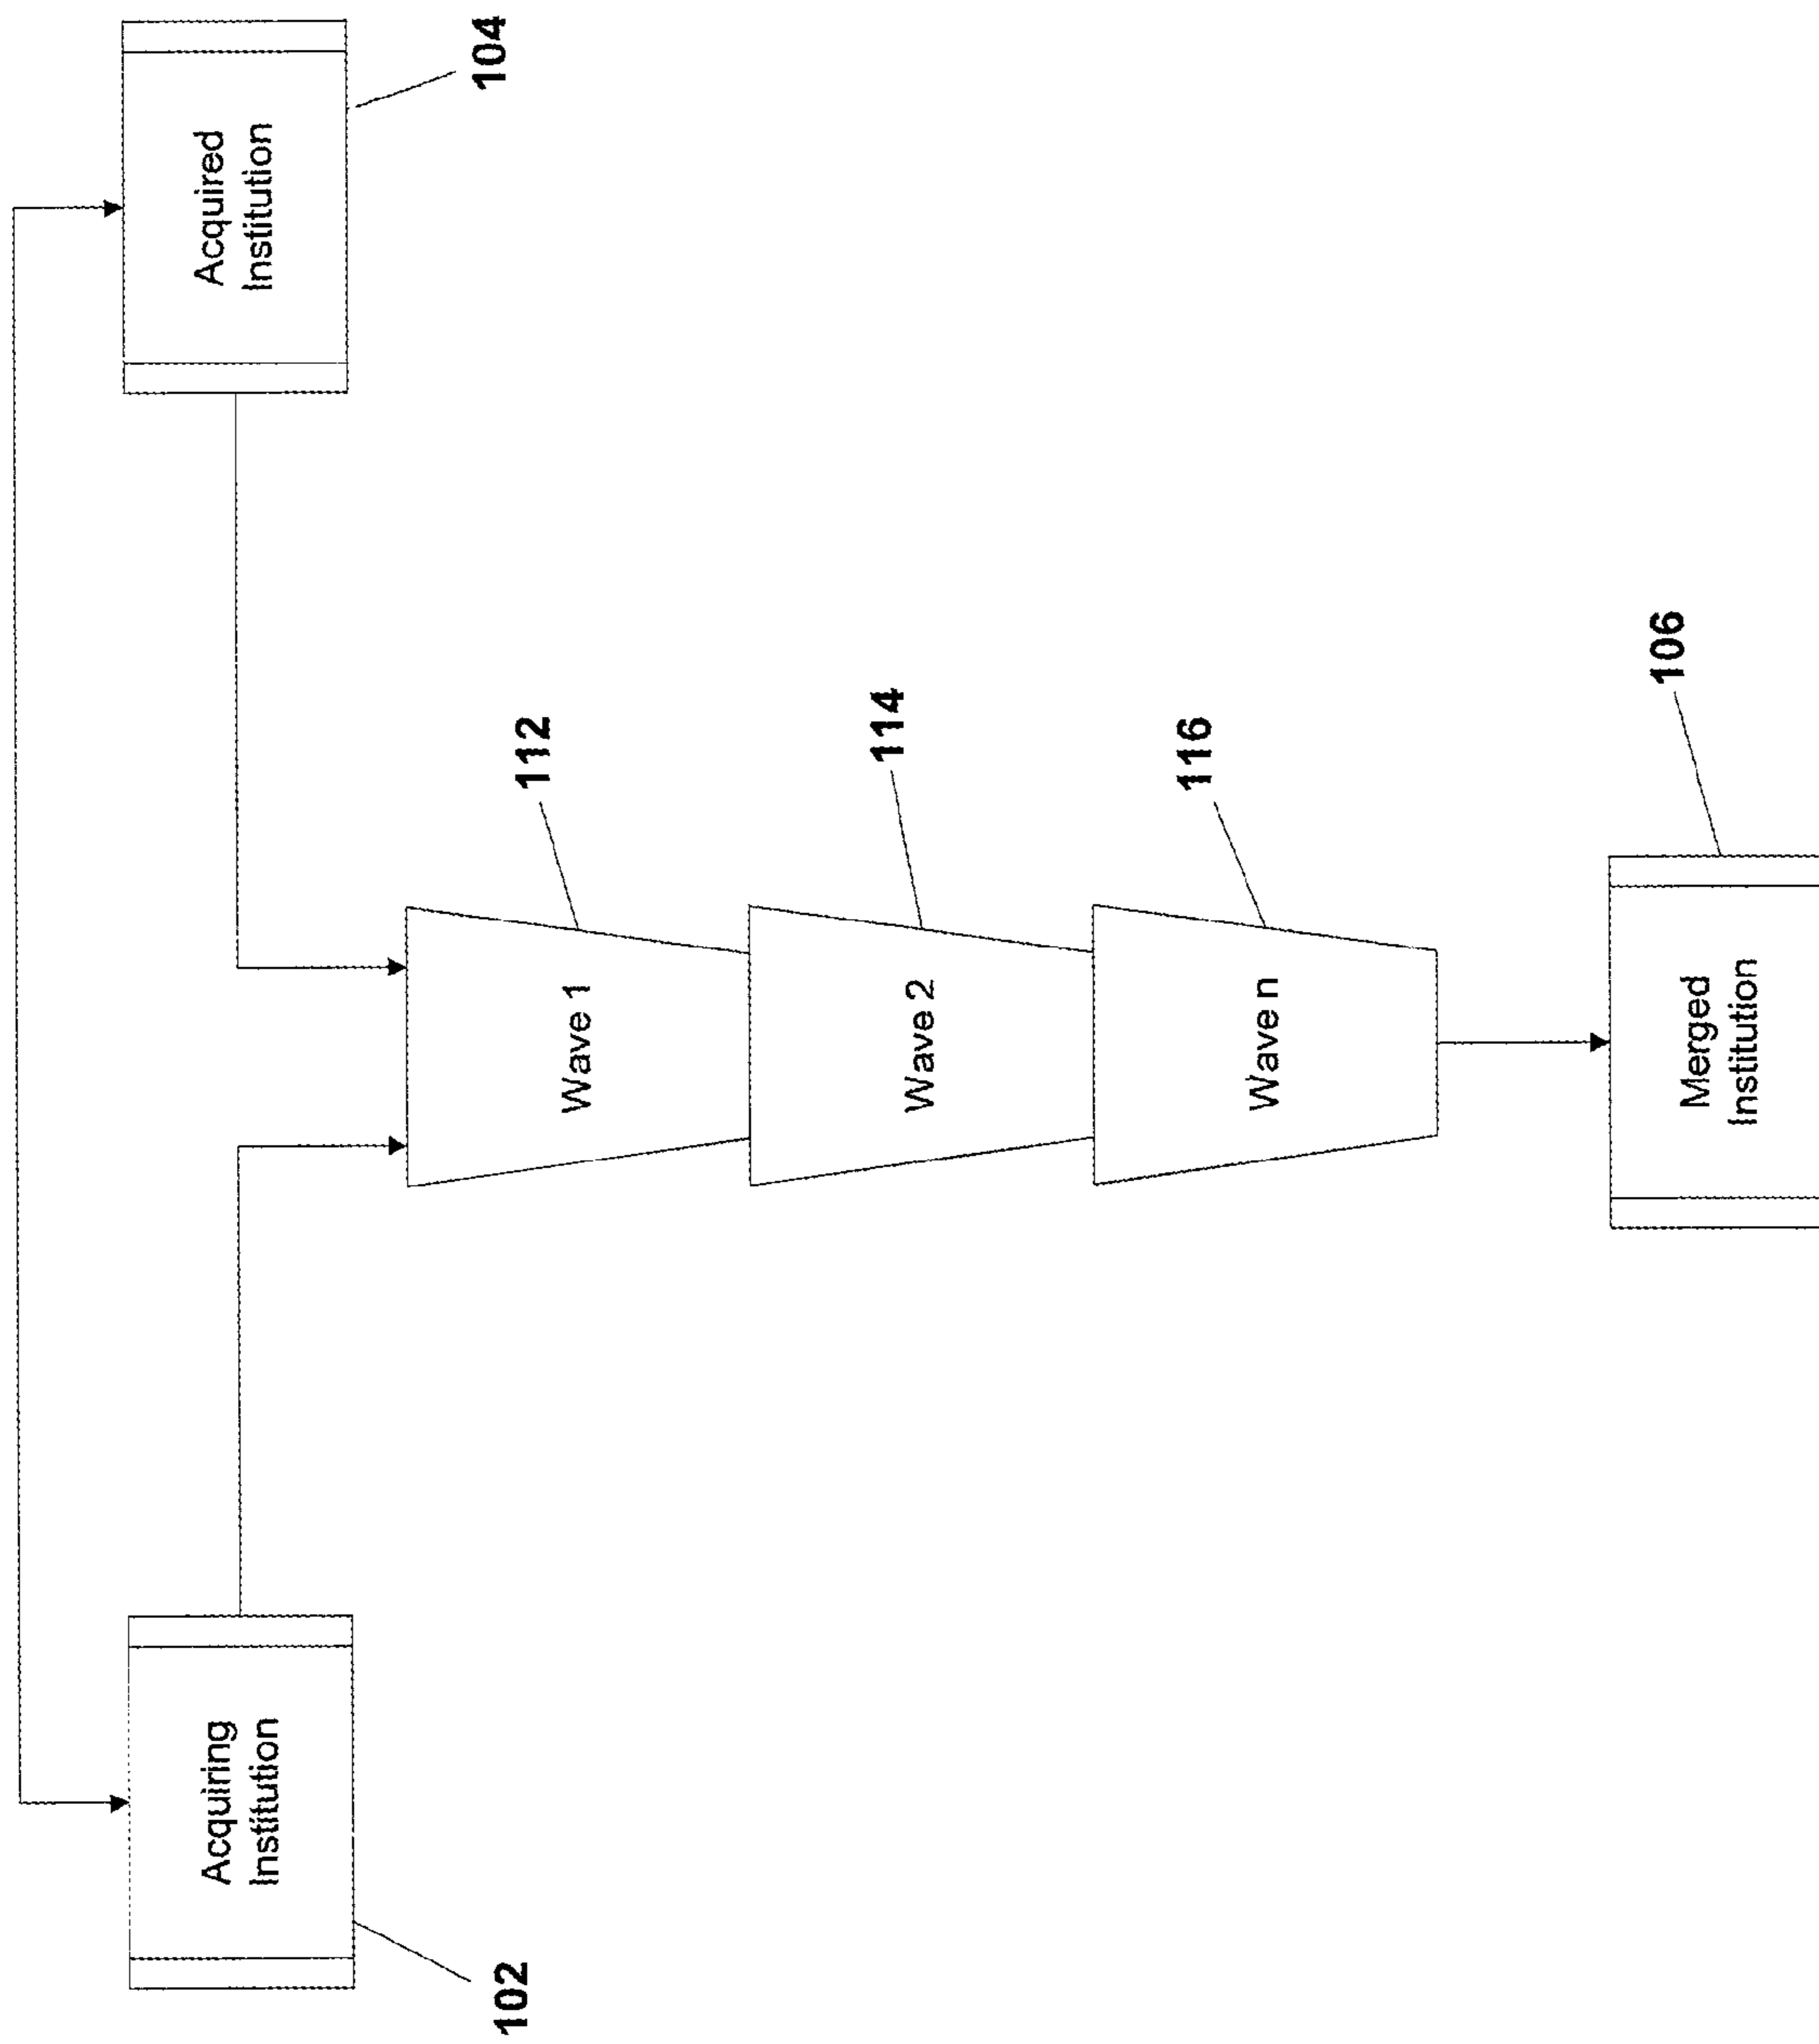 Acquiring
Institution
102
Acquired
Institution
104
Wave 1
112
Wave 2
114
Wave n
116
Merged
Institution
106